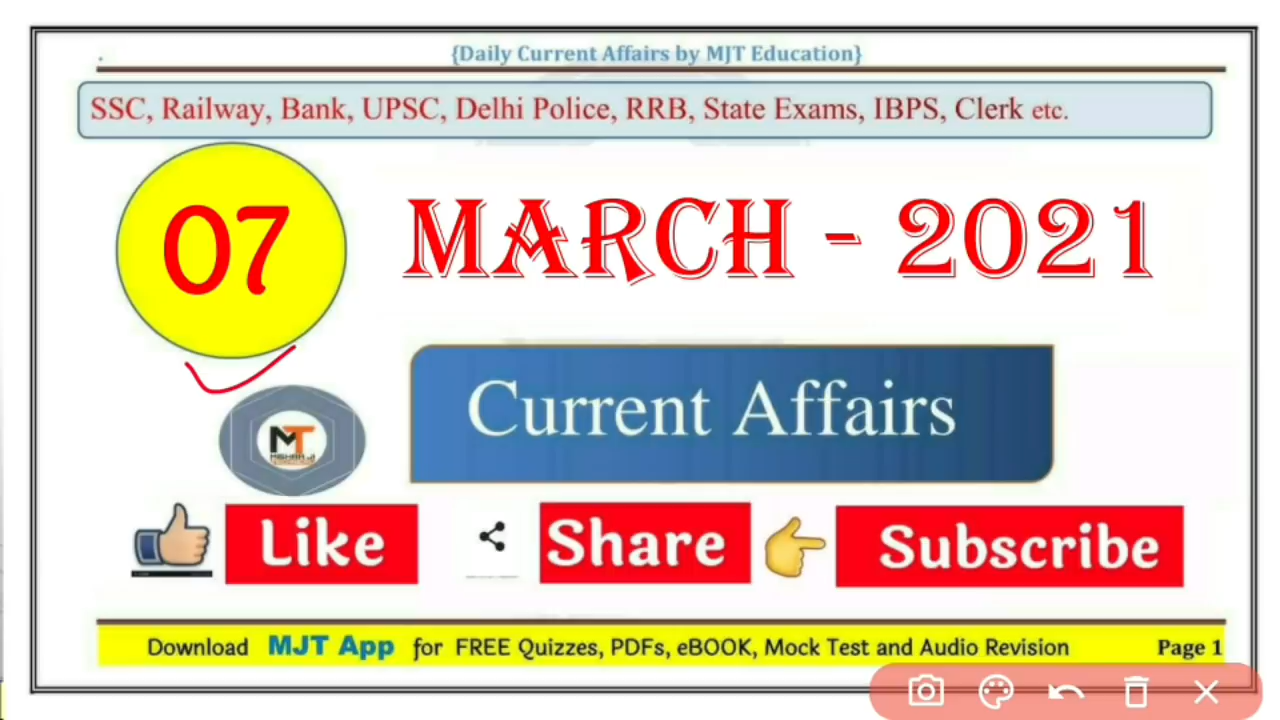 {Daily Current Affairs by MJT Education}
SSC, Railway, Bank, UPSC, Delhi Police, RRB, State Exams, IBPS, Clerk etc.
07 MARCH - 2021
Current Affairs
MT
Like Share Subscribe
Download MJT App for FREE Quizzes, PDFs, eBOOK, Mock Test and Audio Revision Page 1